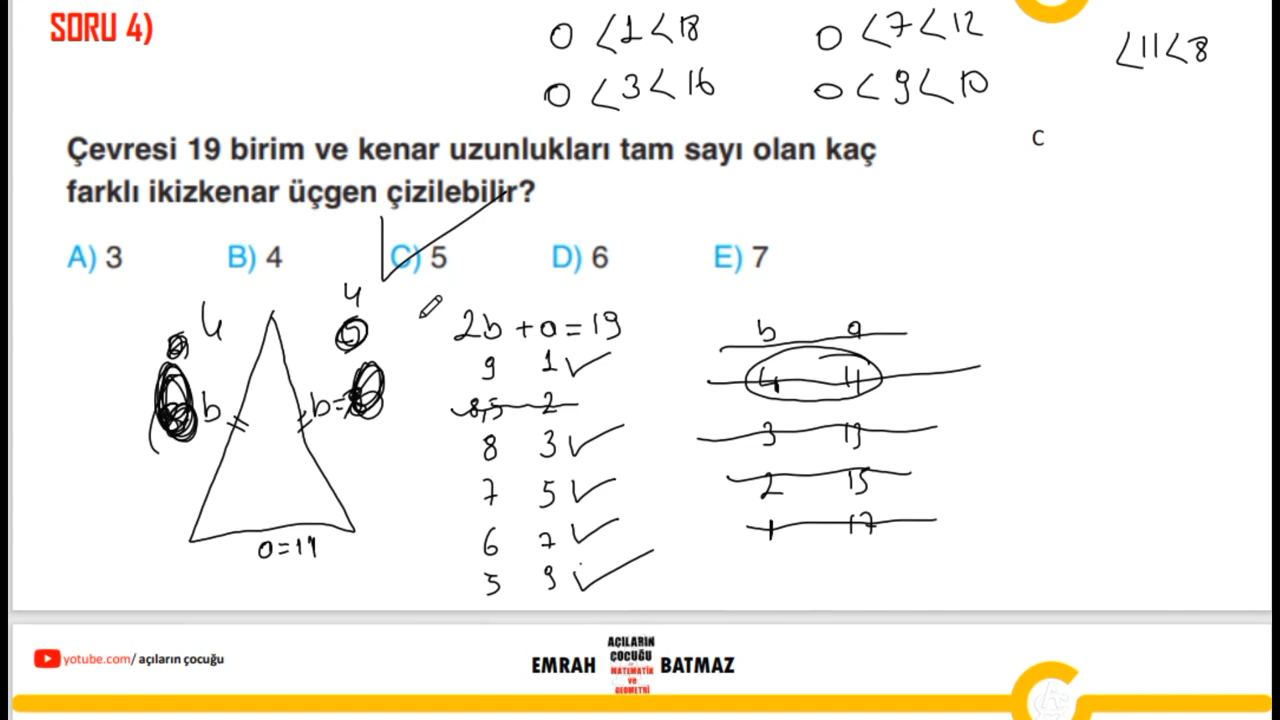 SORU 4)
0 <1<18
0 <7<12
<11<8
0 <3<16
0 <9<10
C
Çevresi 19 birim ve kenar uzunlukları tam sayı olan kaç
farklı ikizkenar üçgen çizilebilir?
A) 3 B) 4 C) 5 D) 6 E) 7
4 4
b b=
a=11
2b+a=19
9 1
8,5 2
8 3
7 5
6 7
5 9
b a
4 11
3 13
2 15
1 17
yotube.com/ açıların çocuğu
EMRAH
AÇILARIN
ÇOCUĞU
MATEMATİK
ve
GEOMETRİ
BATMAZ